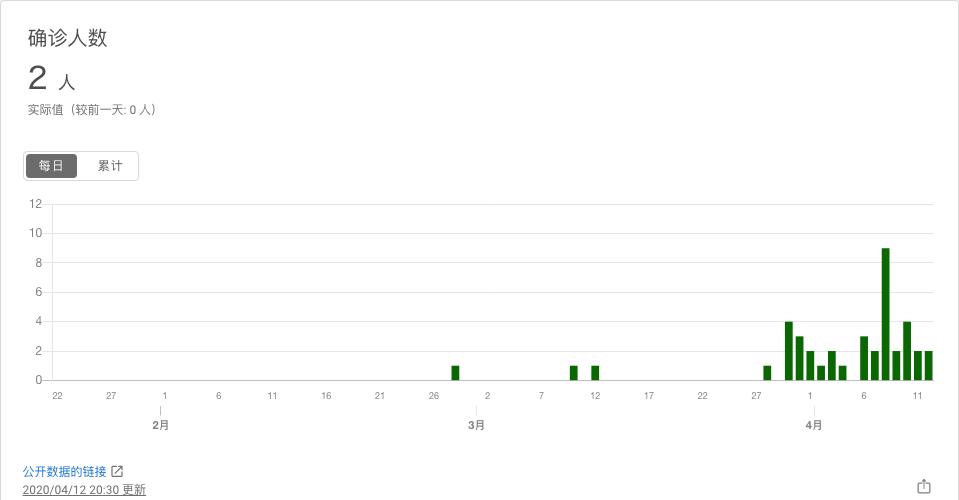 确诊人数
2 人
实际值（较前一天: 0 人）
每日 累计
12
10
8
6
4
2
0
22 27 1 6 11 16 21 26 2 7 12 17 22 27 1 6 11
2月 3月 4月
公开数据的链接
2020/04/12 20:30 更新